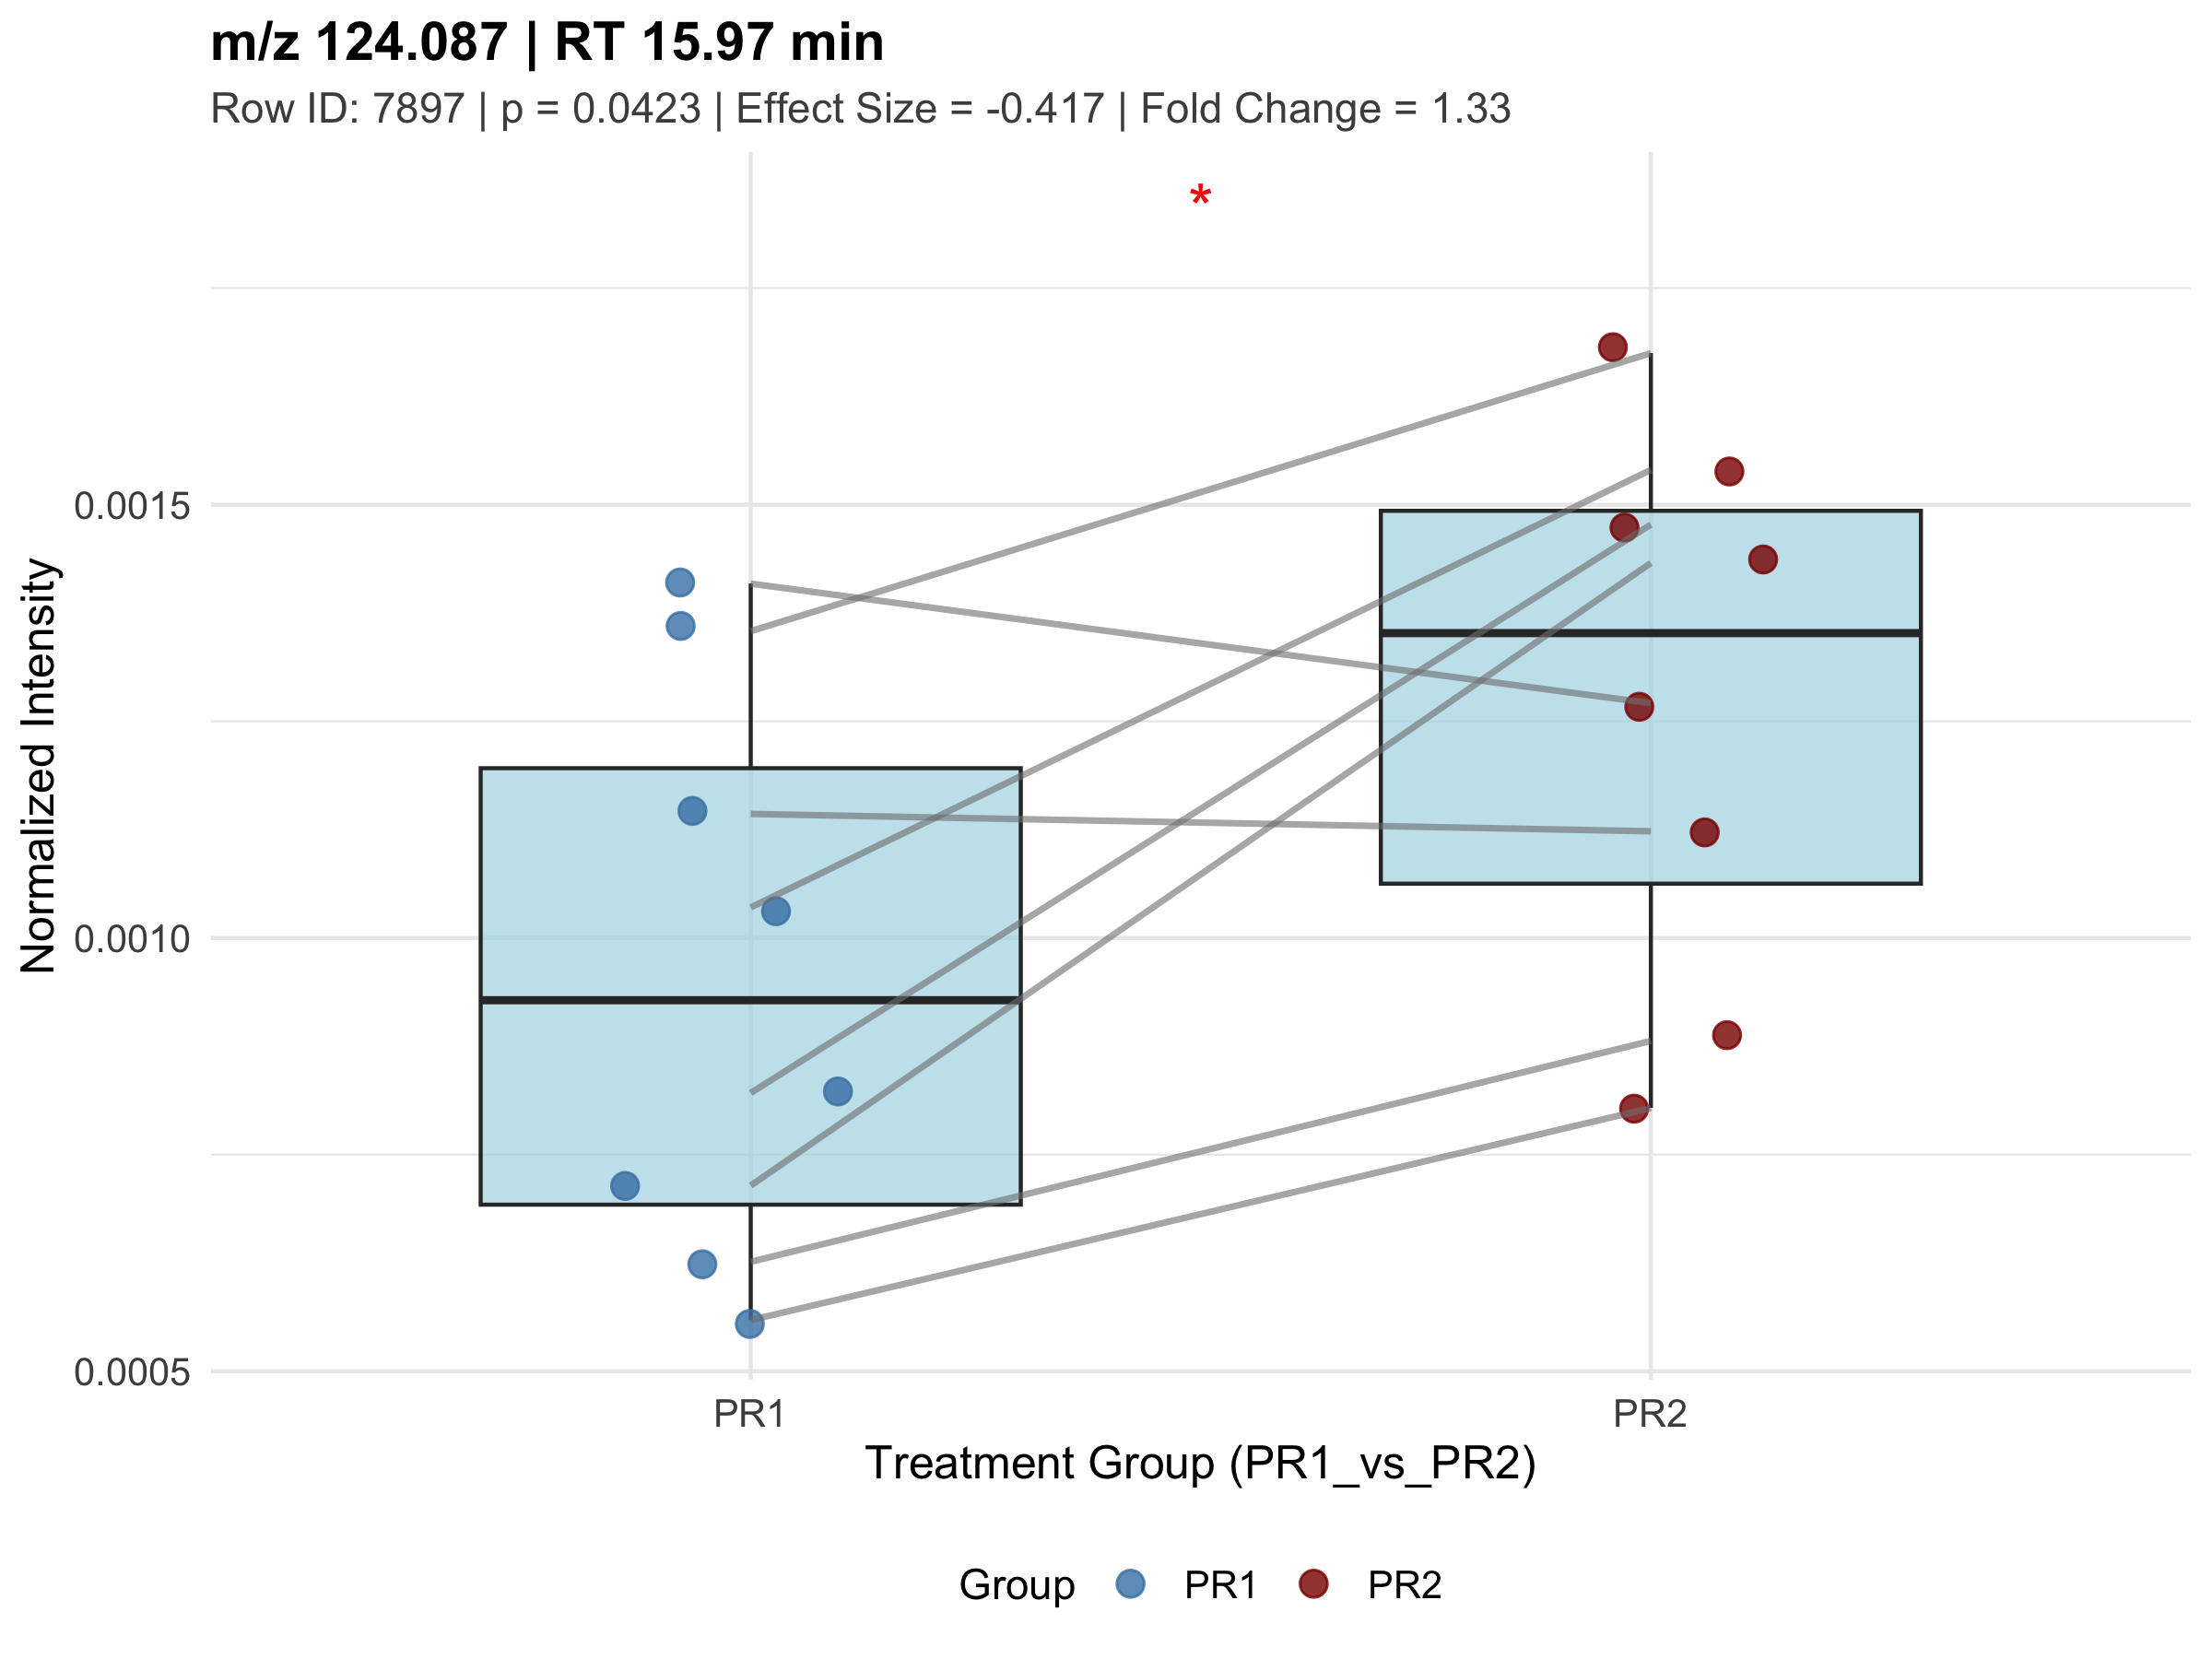 m/z 124.087 | RT 15.97 min
Row ID: 7897 | p = 0.0423 | Effect Size = -0.417 | Fold Change = 1.33
*
Normalized Intensity
0.0015
0.0010
0.0005
PR1
PR2
Treatment Group (PR1_vs_PR2)
Group
PR1
PR2